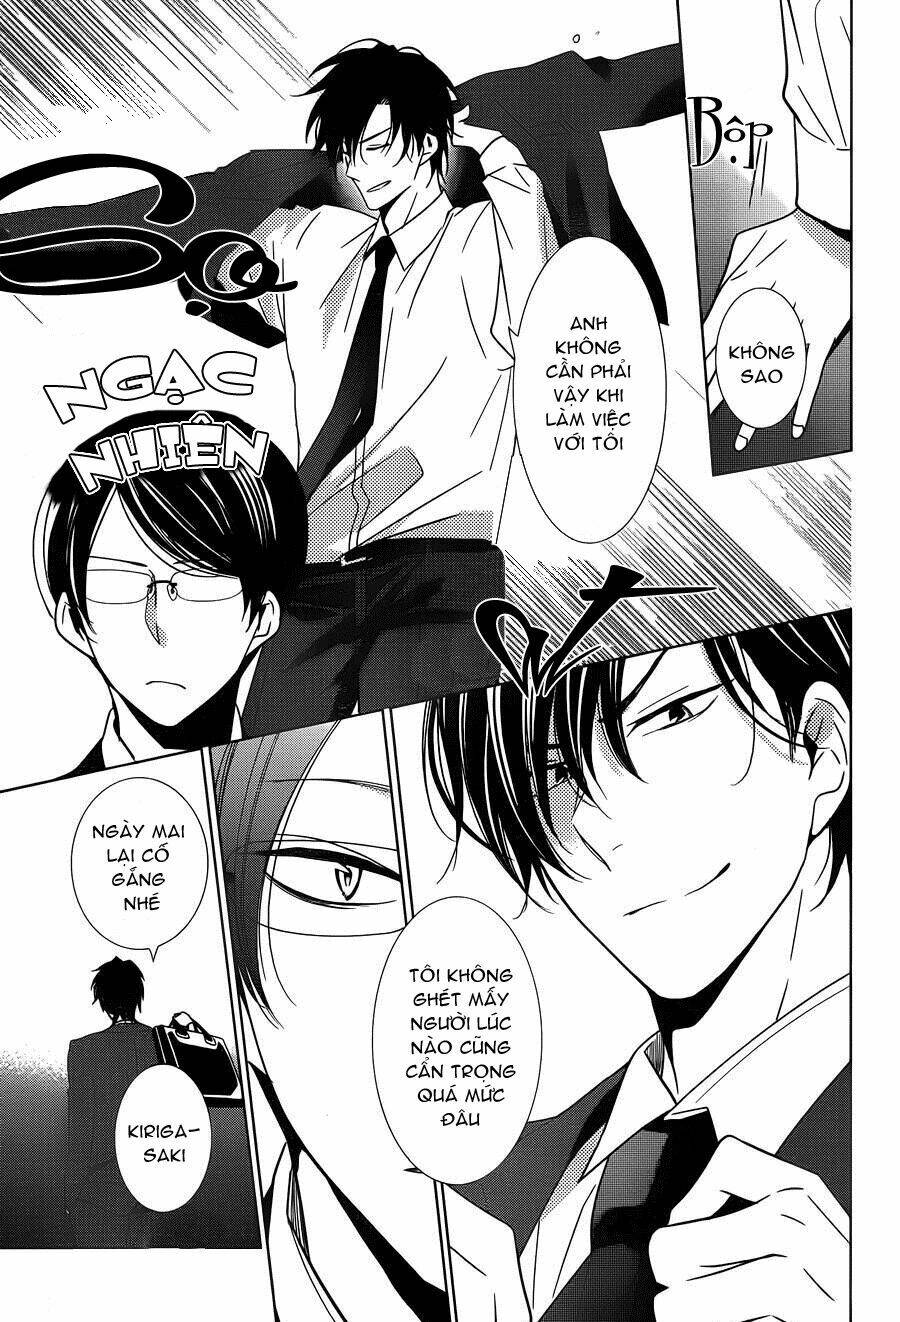 Bộp
KHÔNG
SAO
ANH
KHÔNG
CẦN PHẢI
VẬY KHI
LÀM VIỆC
VỚI TÔI
NGẠC
NHIÊN
TÔI KHÔNG
GHÉT MẤY
NGƯỜI LÚC
NÀO CŨNG
CẨN TRỌNG
QUÁ MỨC
ĐÂU
NGÀY MAI
LẠI CỐ
GẮNG
NHÉ
KIRIGA-
SAKI